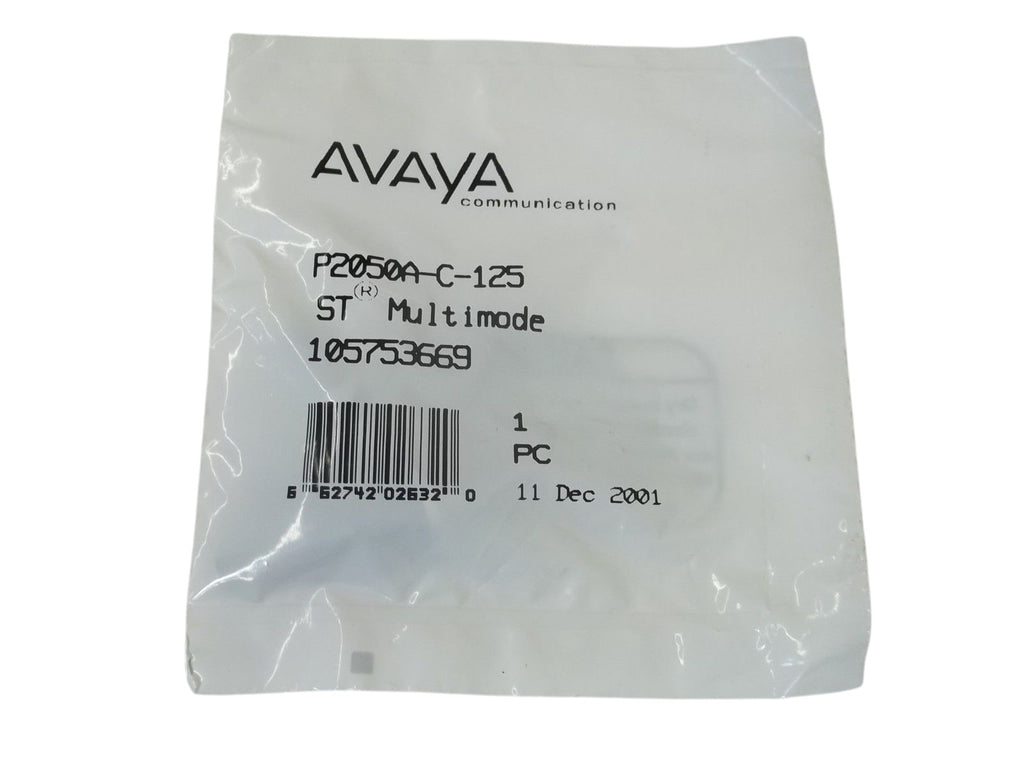 AVAYA
communication
P2050A-C-125
ST(R) Multimode
105753669
1
PC
6 62742 02632 0
11 Dec 2001